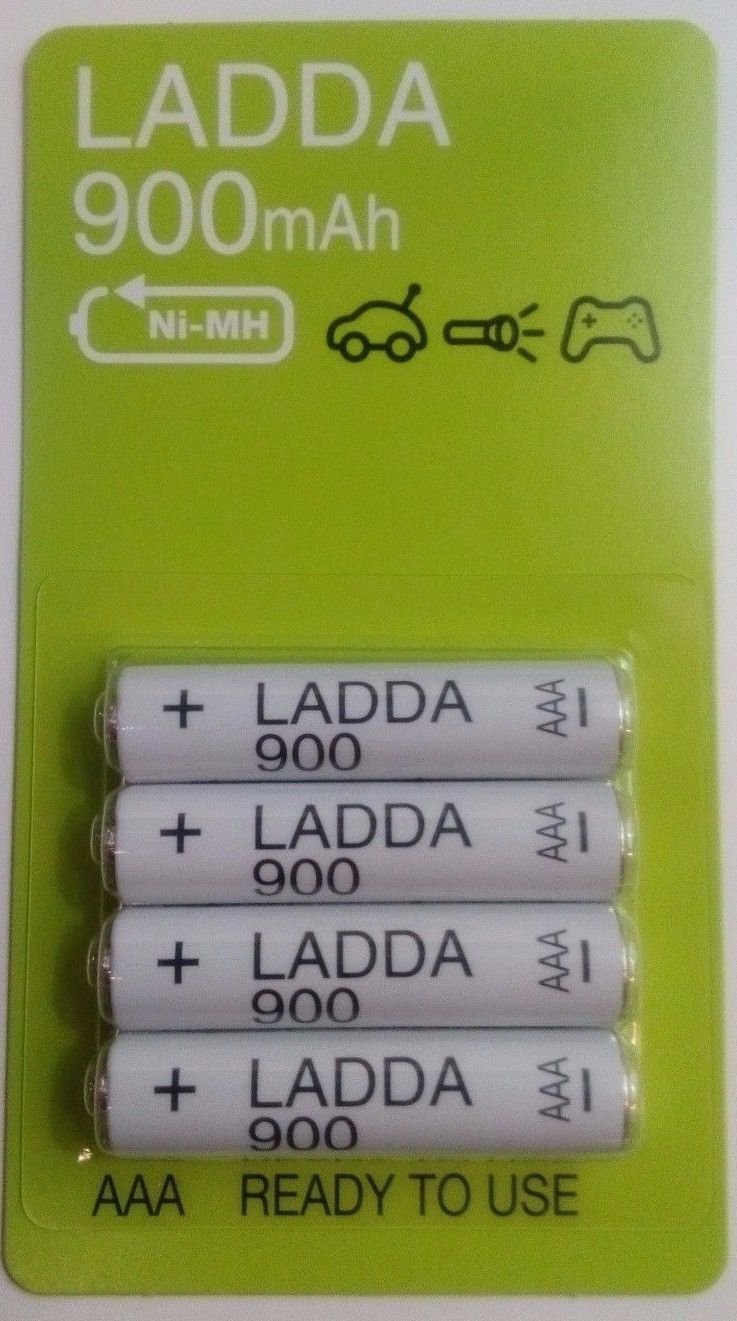 LADDA
900mAh
Ni-MH
+ LADDA AAA –
900
+ LADDA AAA –
900
+ LADDA AAA –
900
+ LADDA AAA –
900
AAA READY TO USE